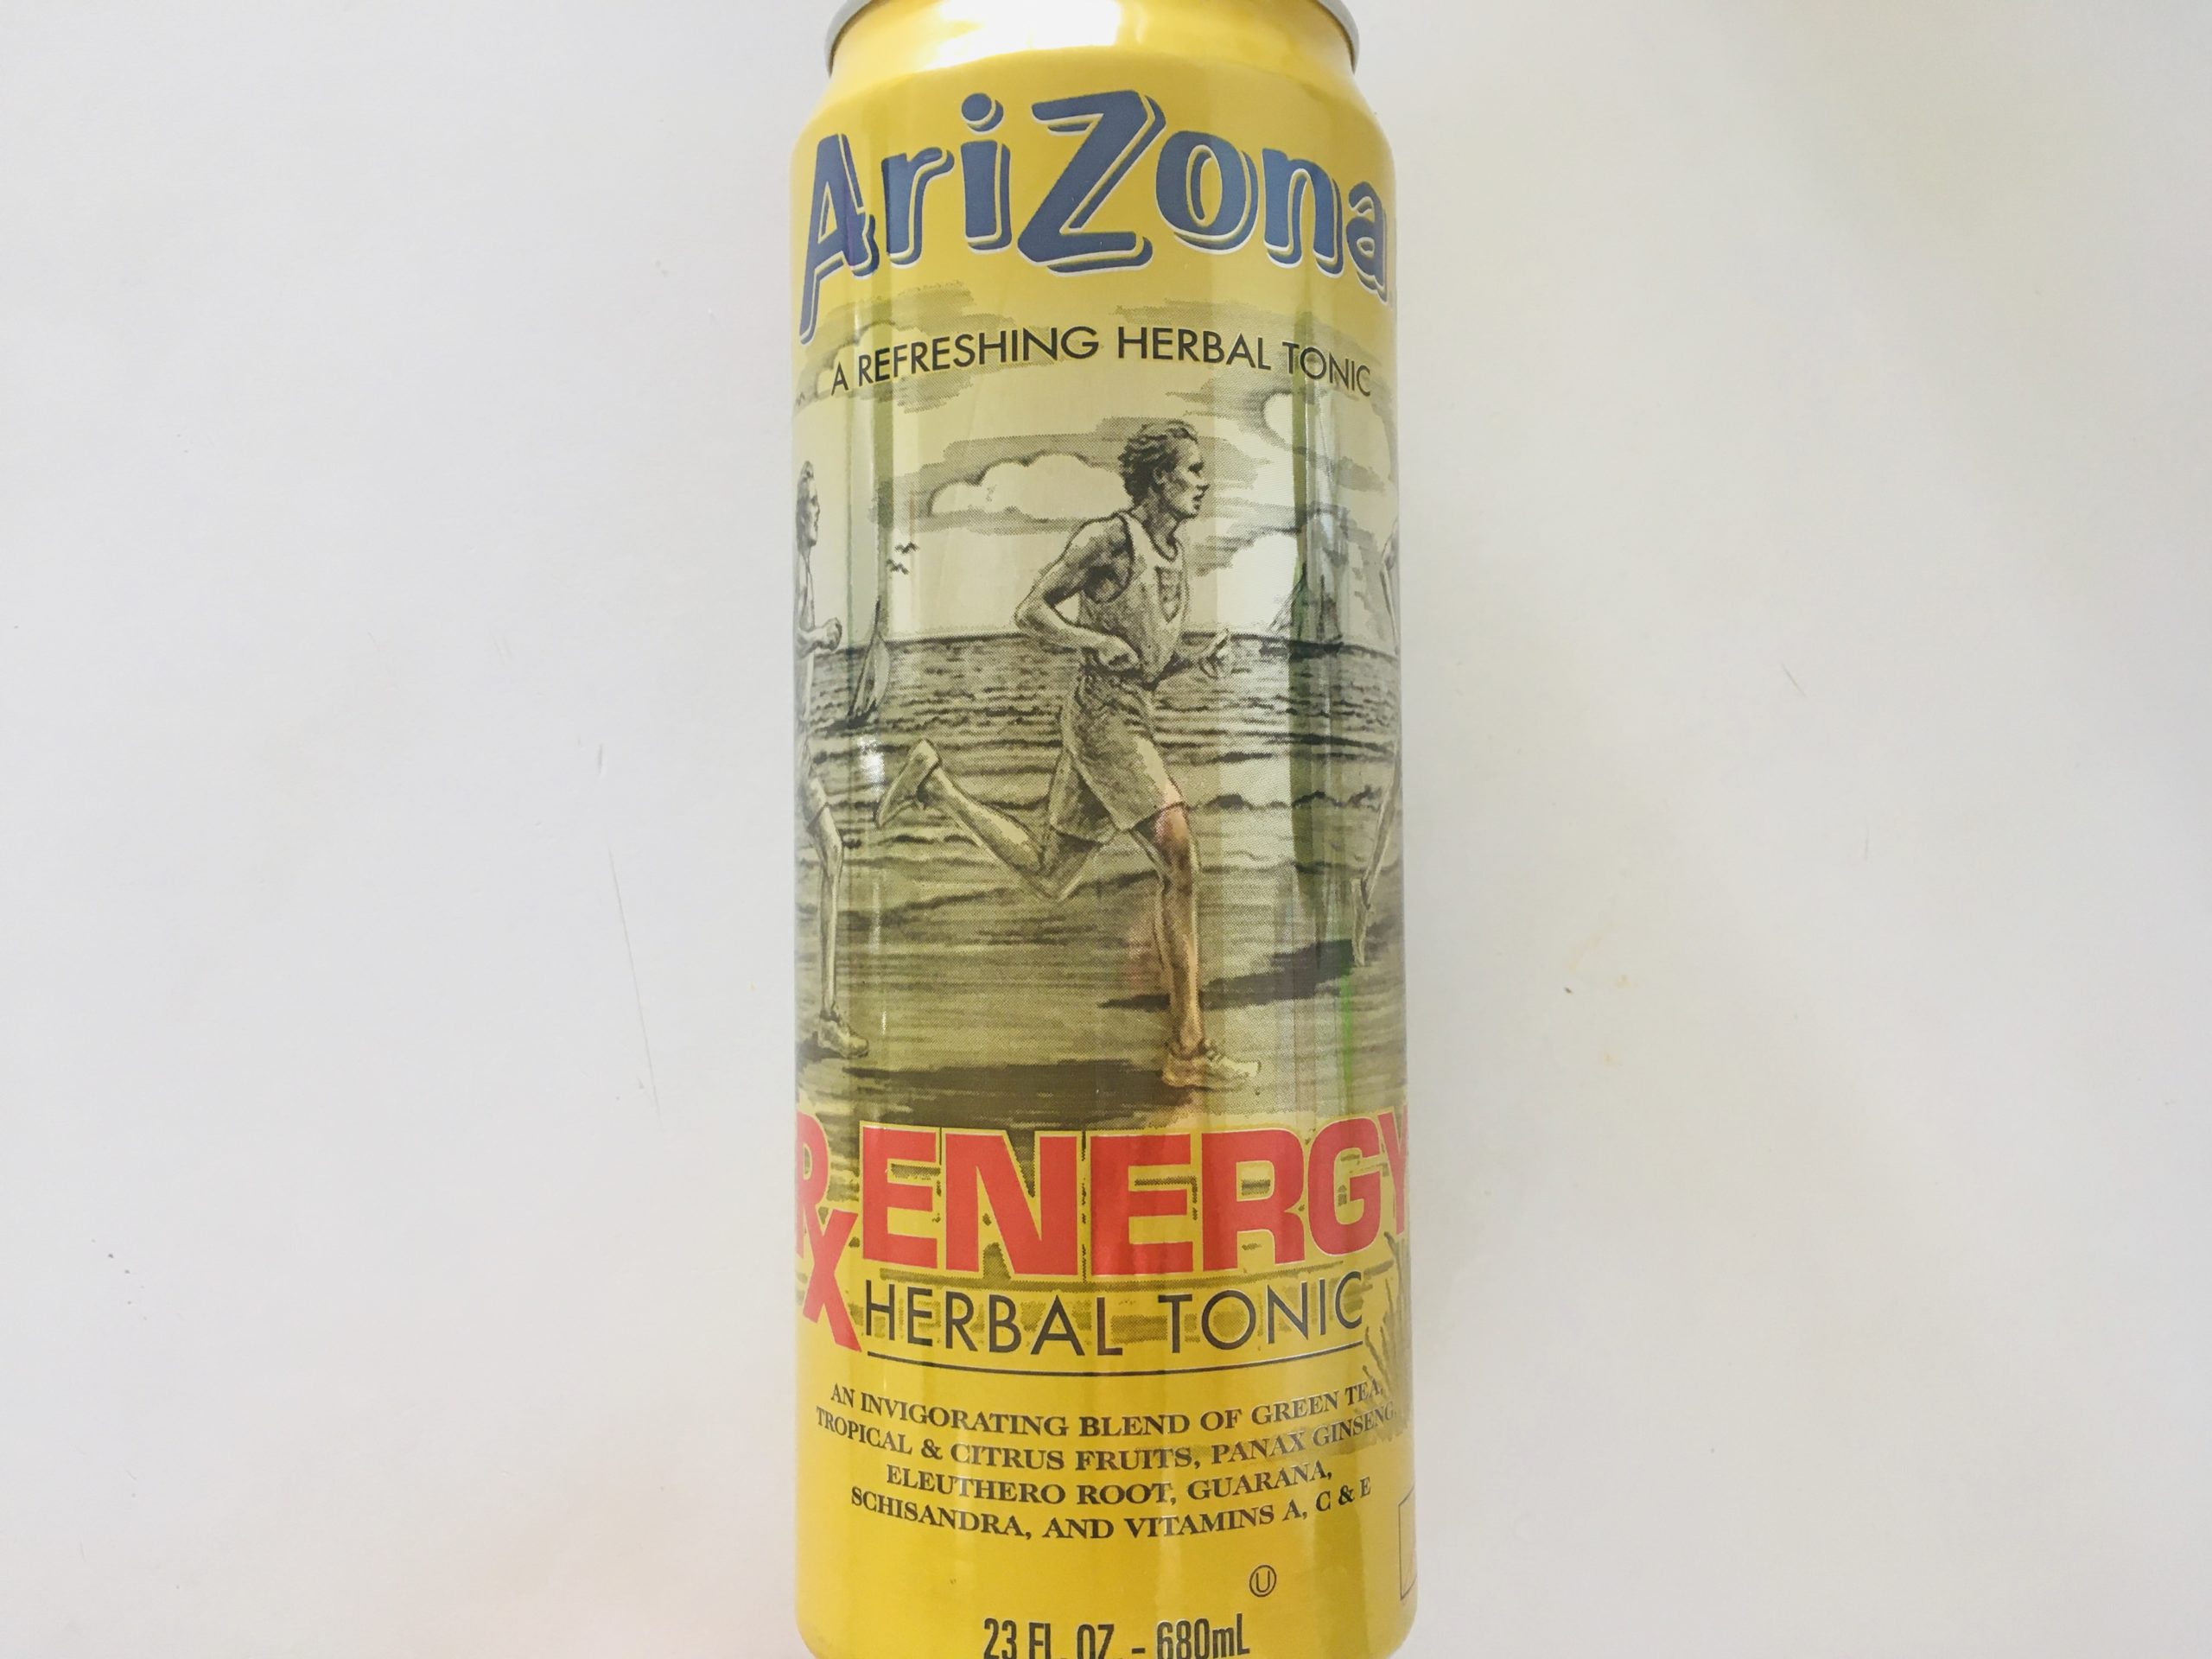 AriZona
A REFRESHING HERBAL TONIC
RX ENERGY
HERBAL TONIC
AN INVIGORATING BLEND OF GREEN TEA,
TROPICAL & CITRUS FRUITS, PANAX GINSENG,
ELEUTHERO ROOT, GUARANA,
SCHISANDRA, AND VITAMINS A, C & E
U
23 FL. OZ. - 680mL